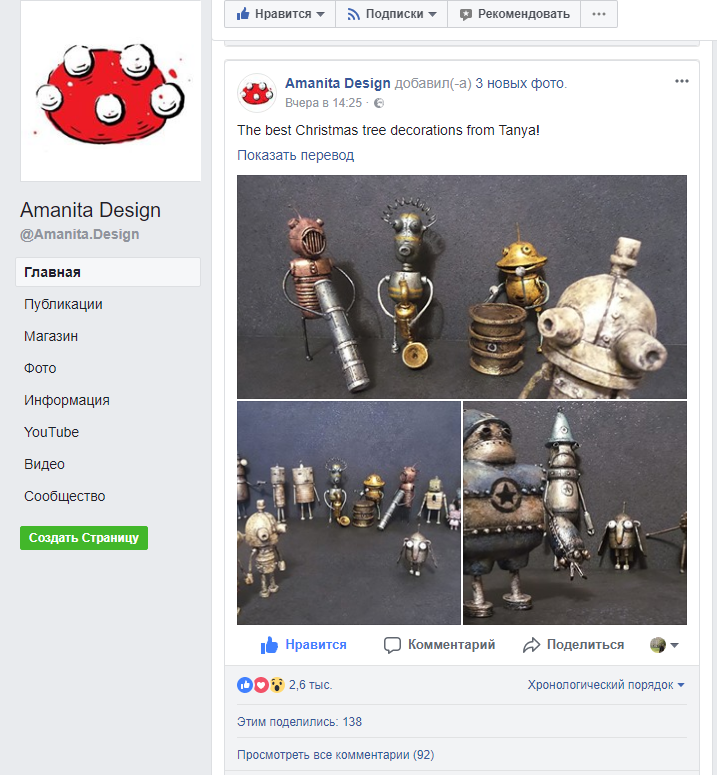 Нравится
Подписки
Рекомендовать
Amanita Design
@Amanita.Design
Главная
Публикации
Магазин
Фото
Информация
YouTube
Видео
Сообщество
Создать Страницу
Amanita Design добавил(-а) 3 новых фото.
Вчера в 14:25 ·
The best Christmas tree decorations from Tanya!
Показать перевод
Нравится
Комментарий
Поделиться
2,6 тыс.
Хронологический порядок
Этим поделились: 138
Просмотреть все комментарии (92)